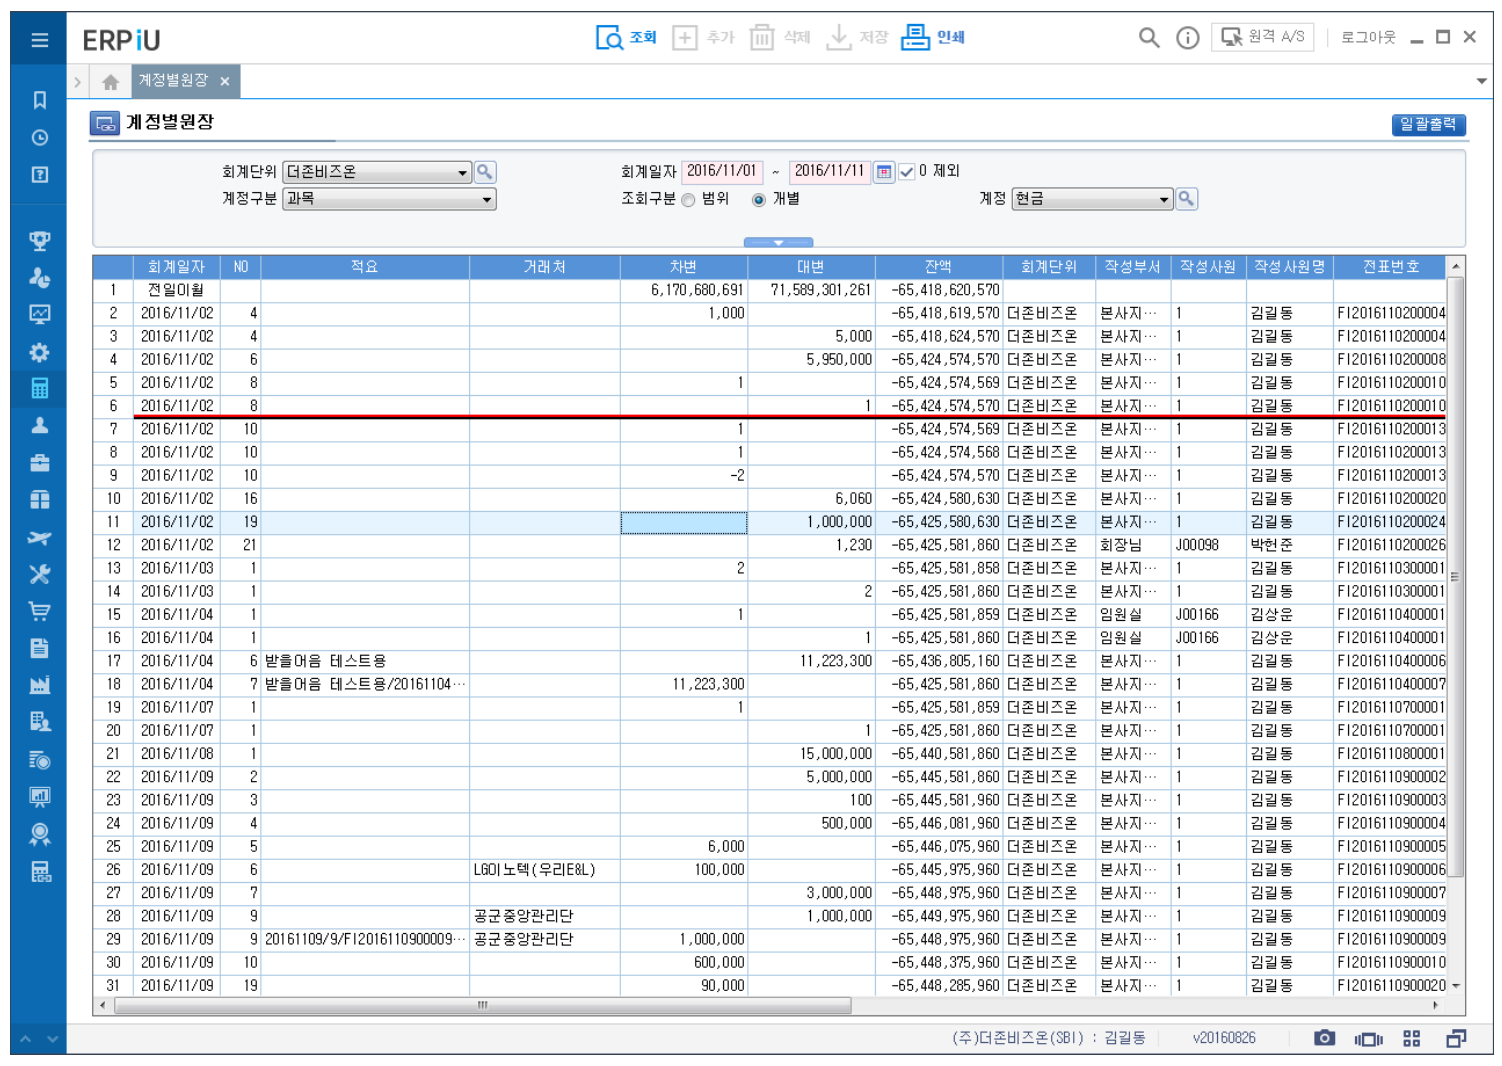 ERPiU 조회 추가 삭제 저장 인쇄 원격 A/S 로그아웃
계정별원장
계정별원장 일괄출력
회계단위 더존비즈온 회계일자 2016/11/01 ~ 2016/11/11 0 제외
계정구분 과목 조회구분 범위 개별 계정 현금
회계일자 NO 적요 거래처 차변 대변 잔액 회계단위 작성부서 작성사원 작성사원명 전표번호
1 전일이월 6,170,680,691 71,589,301,261 -65,418,620,570
2 2016/11/02 4 1,000 -65,418,619,570 더존비즈온 본사지… 1 김길동 FI2016110200004
3 2016/11/02 4 5,000 -65,418,624,570 더존비즈온 본사지… 1 김길동 FI2016110200004
4 2016/11/02 6 5,950,000 -65,424,574,570 더존비즈온 본사지… 1 김길동 FI2016110200008
5 2016/11/02 8 1 -65,424,574,569 더존비즈온 본사지… 1 김길동 FI2016110200010
6 2016/11/02 8 1 -65,424,574,570 더존비즈온 본사지… 1 김길동 FI2016110200010
7 2016/11/02 10 1 -65,424,574,569 더존비즈온 본사지… 1 김길동 FI2016110200013
8 2016/11/02 10 1 -65,424,574,568 더존비즈온 본사지… 1 김길동 FI2016110200013
9 2016/11/02 10 -2 -65,424,574,570 더존비즈온 본사지… 1 김길동 FI2016110200013
10 2016/11/02 16 6,060 -65,424,580,630 더존비즈온 본사지… 1 김길동 FI2016110200020
11 2016/11/02 19 1,000,000 -65,425,580,630 더존비즈온 본사지… 1 김길동 FI2016110200024
12 2016/11/02 21 1,230 -65,425,581,860 더존비즈온 회장님 J00098 박헌준 FI2016110200026
13 2016/11/03 1 2 -65,425,581,858 더존비즈온 본사지… 1 김길동 FI2016110300001
14 2016/11/03 1 2 -65,425,581,860 더존비즈온 본사지… 1 김길동 FI2016110300001
15 2016/11/04 1 1 -65,425,581,859 더존비즈온 임원실 J00166 김상운 FI2016110400001
16 2016/11/04 1 1 -65,425,581,860 더존비즈온 임원실 J00166 김상운 FI2016110400001
17 2016/11/04 6 받을어음 테스트용 11,223,300 -65,436,805,160 더존비즈온 본사지… 1 김길동 FI2016110400006
18 2016/11/04 7 받을어음 테스트용/20161104… 11,223,300 -65,425,581,860 더존비즈온 본사지… 1 김길동 FI2016110400007
19 2016/11/07 1 1 -65,425,581,859 더존비즈온 본사지… 1 김길동 FI2016110700001
20 2016/11/07 1 1 -65,425,581,860 더존비즈온 본사지… 1 김길동 FI2016110700001
21 2016/11/08 1 15,000,000 -65,440,581,860 더존비즈온 본사지… 1 김길동 FI2016110800001
22 2016/11/09 2 5,000,000 -65,445,581,860 더존비즈온 본사지… 1 김길동 FI2016110900002
23 2016/11/09 3 100 -65,445,581,960 더존비즈온 본사지… 1 김길동 FI2016110900003
24 2016/11/09 4 500,000 -65,446,081,960 더존비즈온 본사지… 1 김길동 FI2016110900004
25 2016/11/09 5 6,000 -65,446,075,960 더존비즈온 본사지… 1 김길동 FI2016110900005
26 2016/11/09 6 LG이노텍(우리E&L) 100,000 -65,445,975,960 더존비즈온 본사지… 1 김길동 FI2016110900006
27 2016/11/09 7 3,000,000 -65,448,975,960 더존비즈온 본사지… 1 김길동 FI2016110900007
28 2016/11/09 9 공군중앙관리단 1,000,000 -65,449,975,960 더존비즈온 본사지… 1 김길동 FI2016110900009
29 2016/11/09 9 20161109/9/FI2016110900009… 공군중앙관리단 1,000,000 -65,448,975,960 더존비즈온 본사지… 1 김길동 FI2016110900009
30 2016/11/09 10 600,000 -65,448,375,960 더존비즈온 본사지… 1 김길동 FI2016110900010
31 2016/11/09 19 90,000 -65,448,285,960 더존비즈온 본사지… 1 김길동 FI2016110900020
(주)더존비즈온(SBI) : 김길동 v20160826